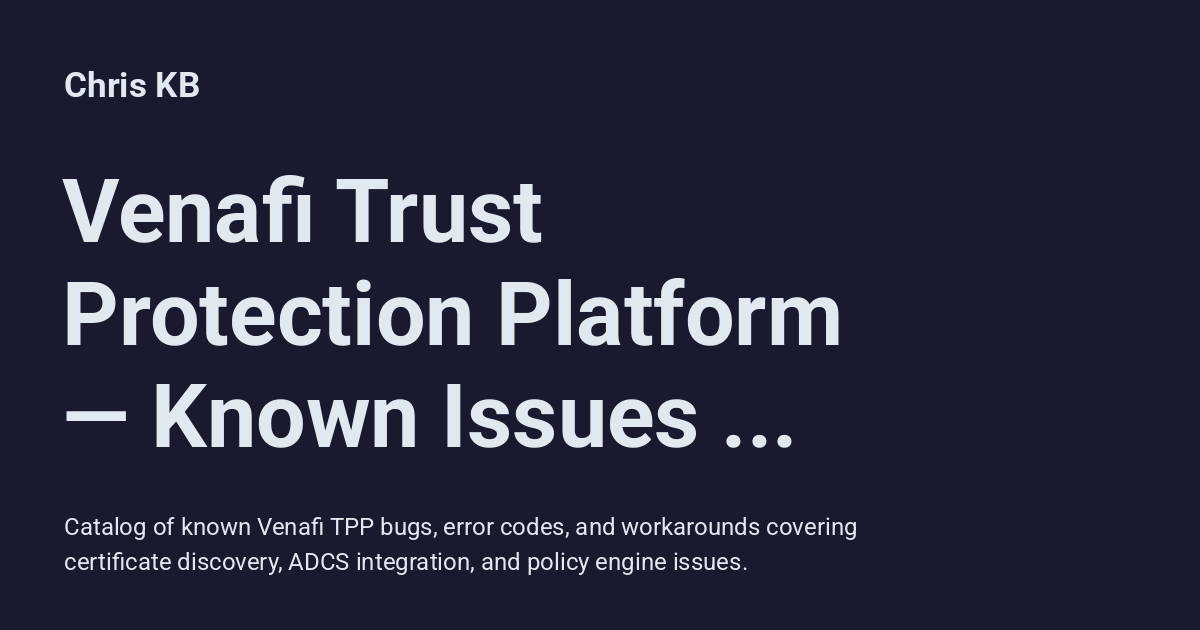 Chris KB
Venafi Trust
Protection Platform
— Known Issues ...
Catalog of known Venafi TPP bugs, error codes, and workarounds covering
certificate discovery, ADCS integration, and policy engine issues.